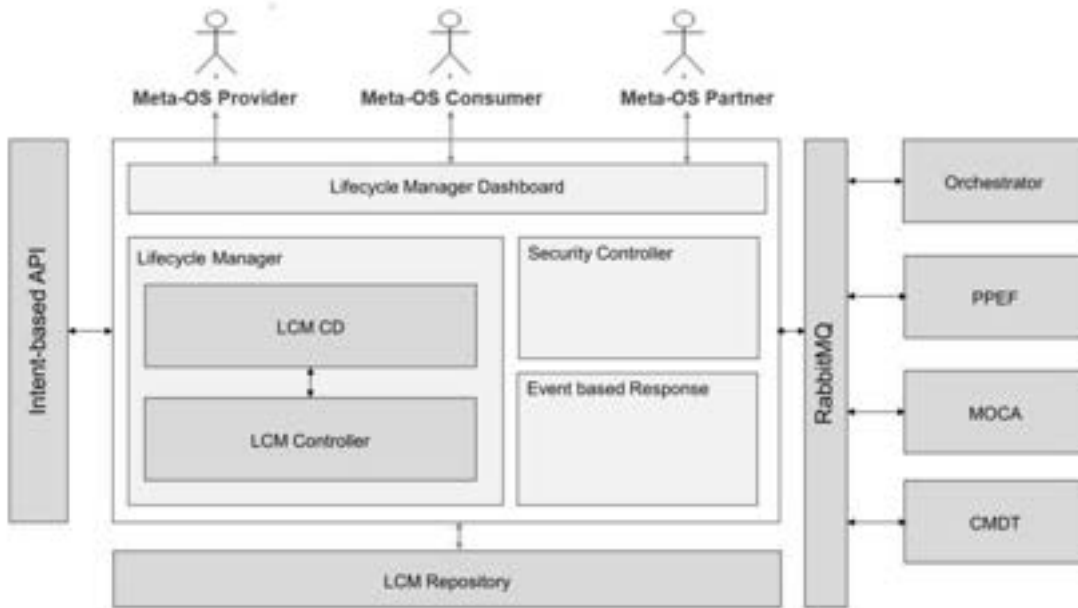 Meta-OS Provider
Meta-OS Consumer
Meta-OS Partner
Intent-based API
Lifecycle Manager Dashboard
Lifecycle Manager
LCM CD
LCM Controller
Security Controller
Event based Response
LCM Repository
RabbitMQ
Orchestrator
PPEF
MOCA
CMDT